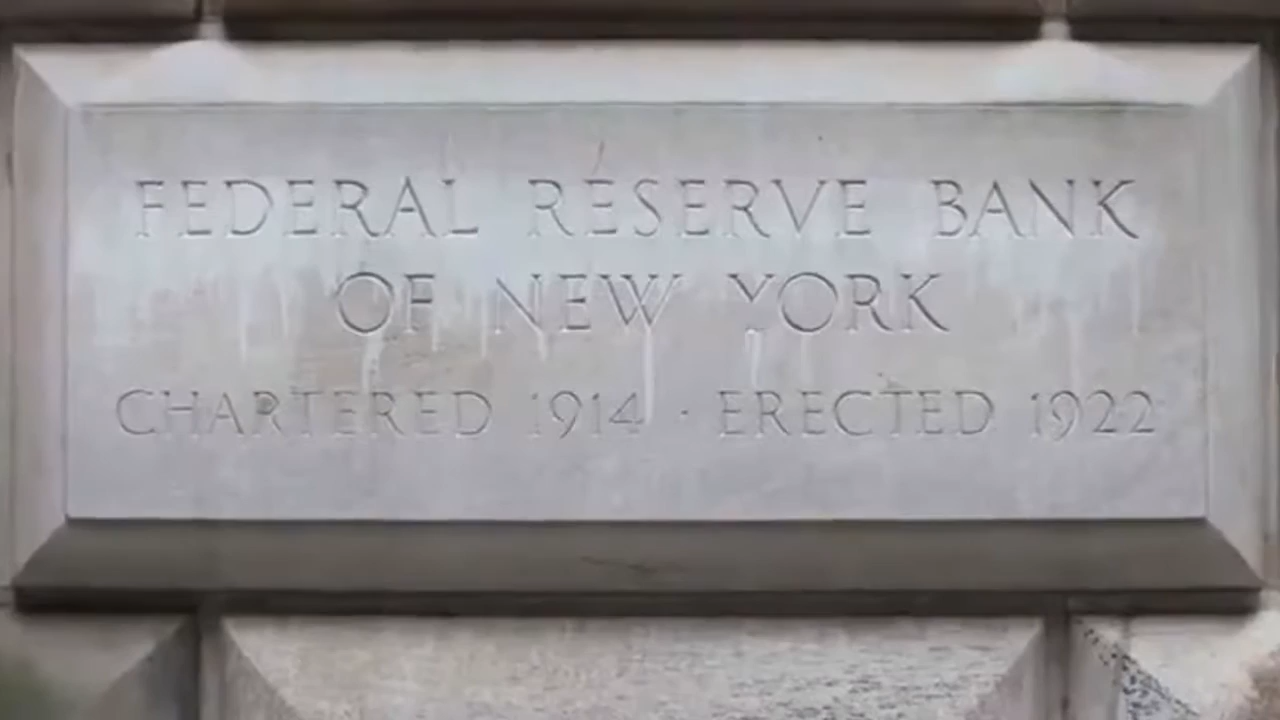 FEDERAL RESERVE BANK
OF NEW YORK
CHARTERED 1914 · ERECTED 1922